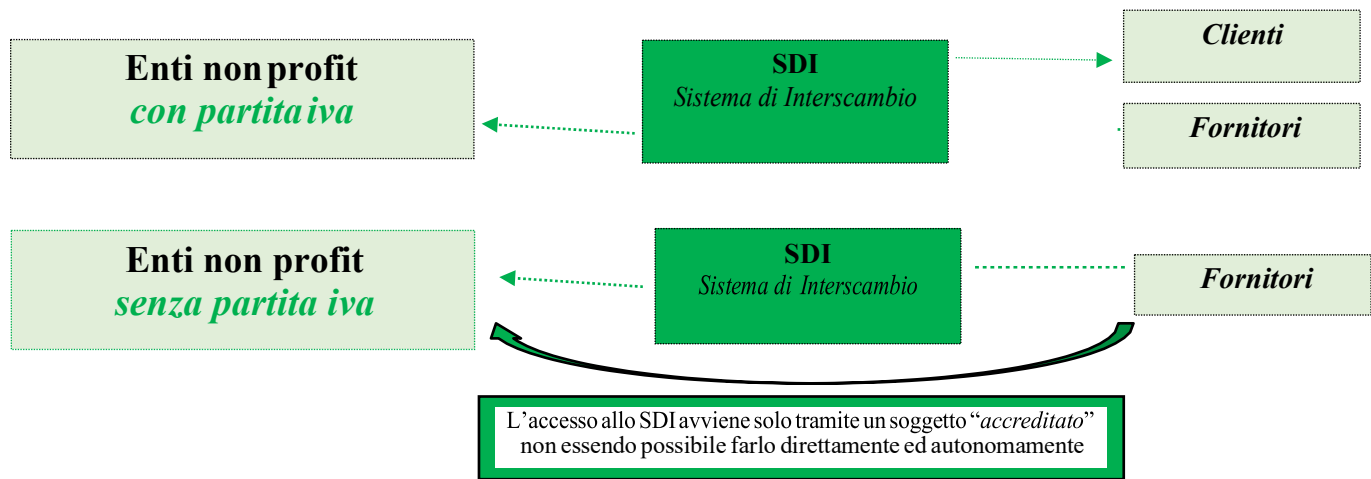 Enti non profit
con partita iva
SDI
Sistema di Interscambio
Clienti
Fornitori
Enti non profit
senza partita iva
SDI
Sistema di Interscambio
Fornitori
L’accesso allo SDI avviene solo tramite un soggetto “accreditato”
non essendo possibile farlo direttamente ed autonomamente